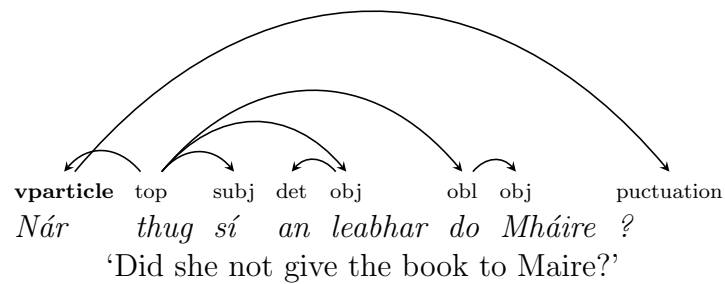 vparticle top subj det obj obl obj puctuation
Nár thug sí an leabhar do Mháire ?
‘Did she not give the book to Maire?’